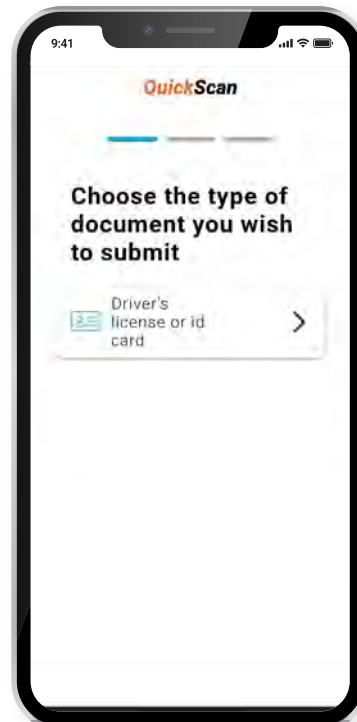 9:41
QuickScan
Choose the type of
document you wish
to submit
Driver's
license or id
card